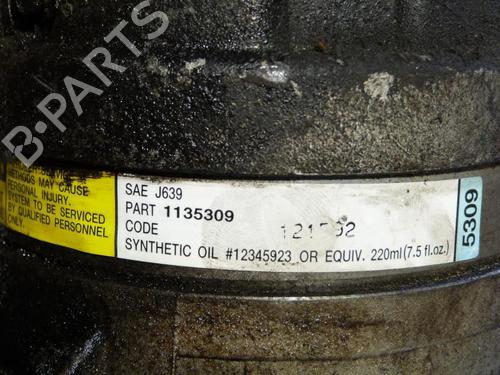 B-PARTS
METHODS MAY CAUSE
PERSONAL INJURY.
SYSTEM TO BE SERVICED
BY QUALIFIED PERSONNEL
ONLY.
SAE J639
PART 1135309
CODE
SYNTHETIC OIL #12345923 OR EQUIV. 220ml (7.5 fl.oz.)
5309